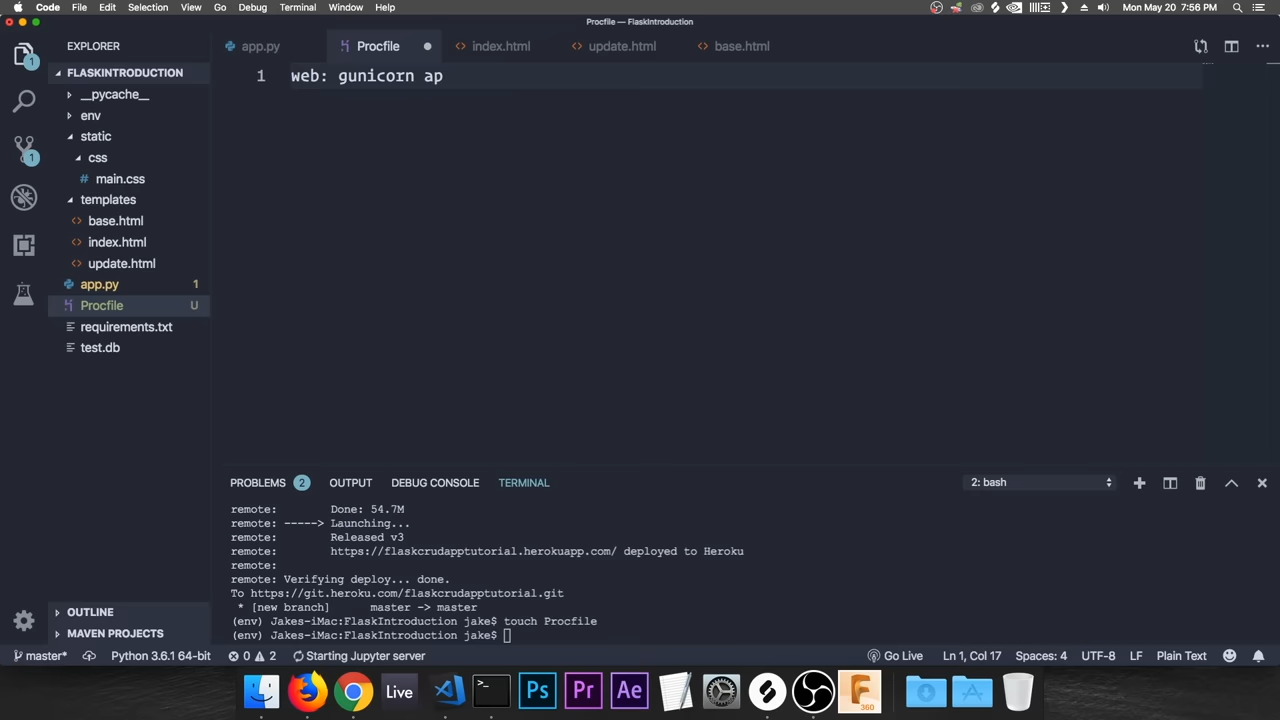 Code File Edit Selection View Go Debug Terminal Window Help Mon May 20 7:56 PM
Procfile — FlaskIntroduction
EXPLORER
app.py Procfile index.html update.html base.html
FLASKINTRODUCTION
__pycache__
env
static
css
main.css
templates
base.html
index.html
update.html
app.py 1
Procfile U
requirements.txt
test.db
OUTLINE
MAVEN PROJECTS
1
1
1 web: gunicorn ap
PROBLEMS 2 OUTPUT DEBUG CONSOLE TERMINAL 2: bash
remote: Done: 54.7M
remote: -----> Launching...
remote: Released v3
remote: https://flaskcrudapptutorial.herokuapp.com/ deployed to Heroku
remote:
remote: Verifying deploy... done.
To https://git.heroku.com/flaskcrudapptutorial.git
* [new branch] master -> master
(env) Jakes-iMac:FlaskIntroduction jake$ touch Procfile
(env) Jakes-iMac:FlaskIntroduction jake$
master* Python 3.6.1 64-bit 0 2 Starting Jupyter server Go Live Ln 1, Col 17 Spaces: 4 UTF-8 LF Plain Text
Live >_ Ps Pr Ae F 360